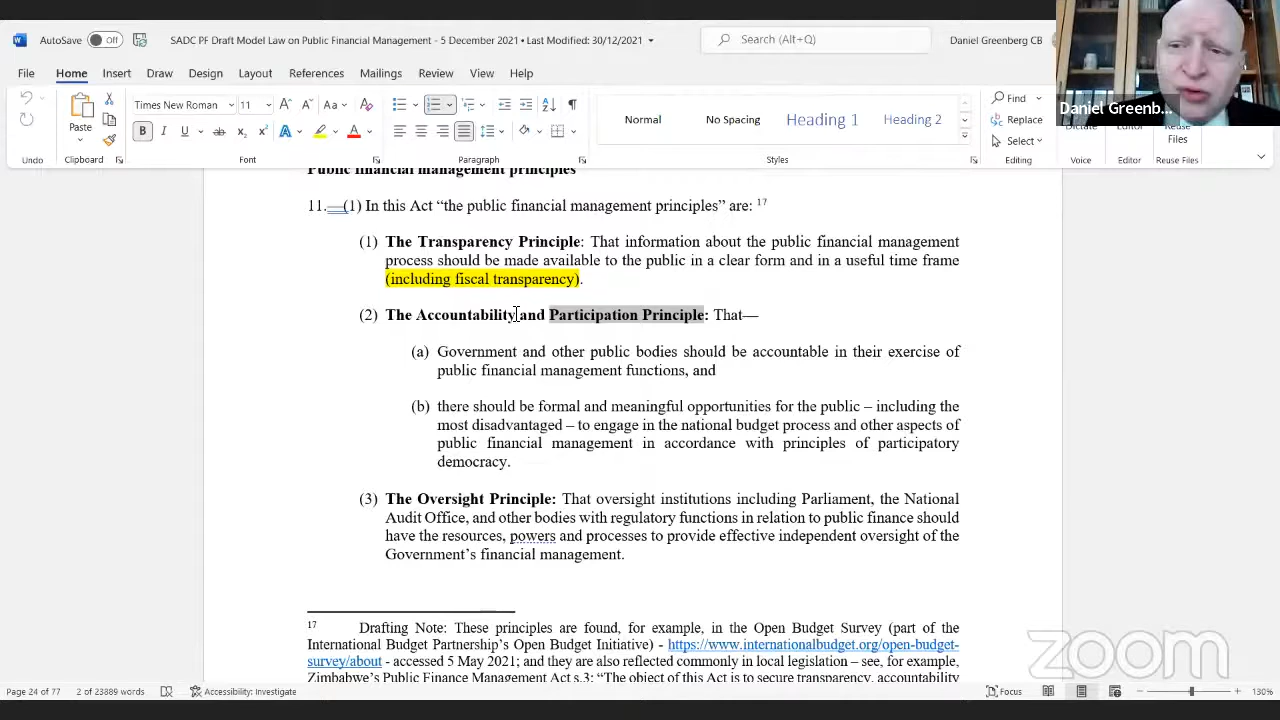 AutoSave Off SADC PF Draft Model Law on Public Financial Management - 5 December 2021 • Last Modified: 30/12/2021 Search (Alt+Q) Daniel Greenberg CB
File Home Insert Draw Design Layout References Mailings Review View Help
Times New Roman 11 Normal No Spacing Heading 1 Heading 2 Find
Paste Replace Dictate Editor Reuse Files
Select
Undo Clipboard Font Paragraph Styles Editing Voice Editor Reuse Files
Daniel Greenb...
Public financial management principles
11.—(1) In this Act “the public financial management principles” are: 17
(1) The Transparency Principle: That information about the public financial management
process should be made available to the public in a clear form and in a useful time frame
(including fiscal transparency).
(2) The Accountability and Participation Principle: That—
(a) Government and other public bodies should be accountable in their exercise of
public financial management functions, and
(b) there should be formal and meaningful opportunities for the public – including the
most disadvantaged – to engage in the national budget process and other aspects of
public financial management in accordance with principles of participatory
democracy.
(3) The Oversight Principle: That oversight institutions including Parliament, the National
Audit Office, and other bodies with regulatory functions in relation to public finance should
have the resources, powers and processes to provide effective independent oversight of the
Government’s financial management.
17 Drafting Note: These principles are found, for example, in the Open Budget Survey (part of the
International Budget Partnership’s Open Budget Initiative) - https://www.internationalbudget.org/open-budget-
survey/about - accessed 5 May 2021; and they are also reflected commonly in local legislation – see, for example,
Zimbabwe’s Public Finance Management Act s.3: “The object of this Act is to secure transparency, accountability
zoom
Page 24 of 77 2 of 23889 words Accessibility: Investigate Focus 130%